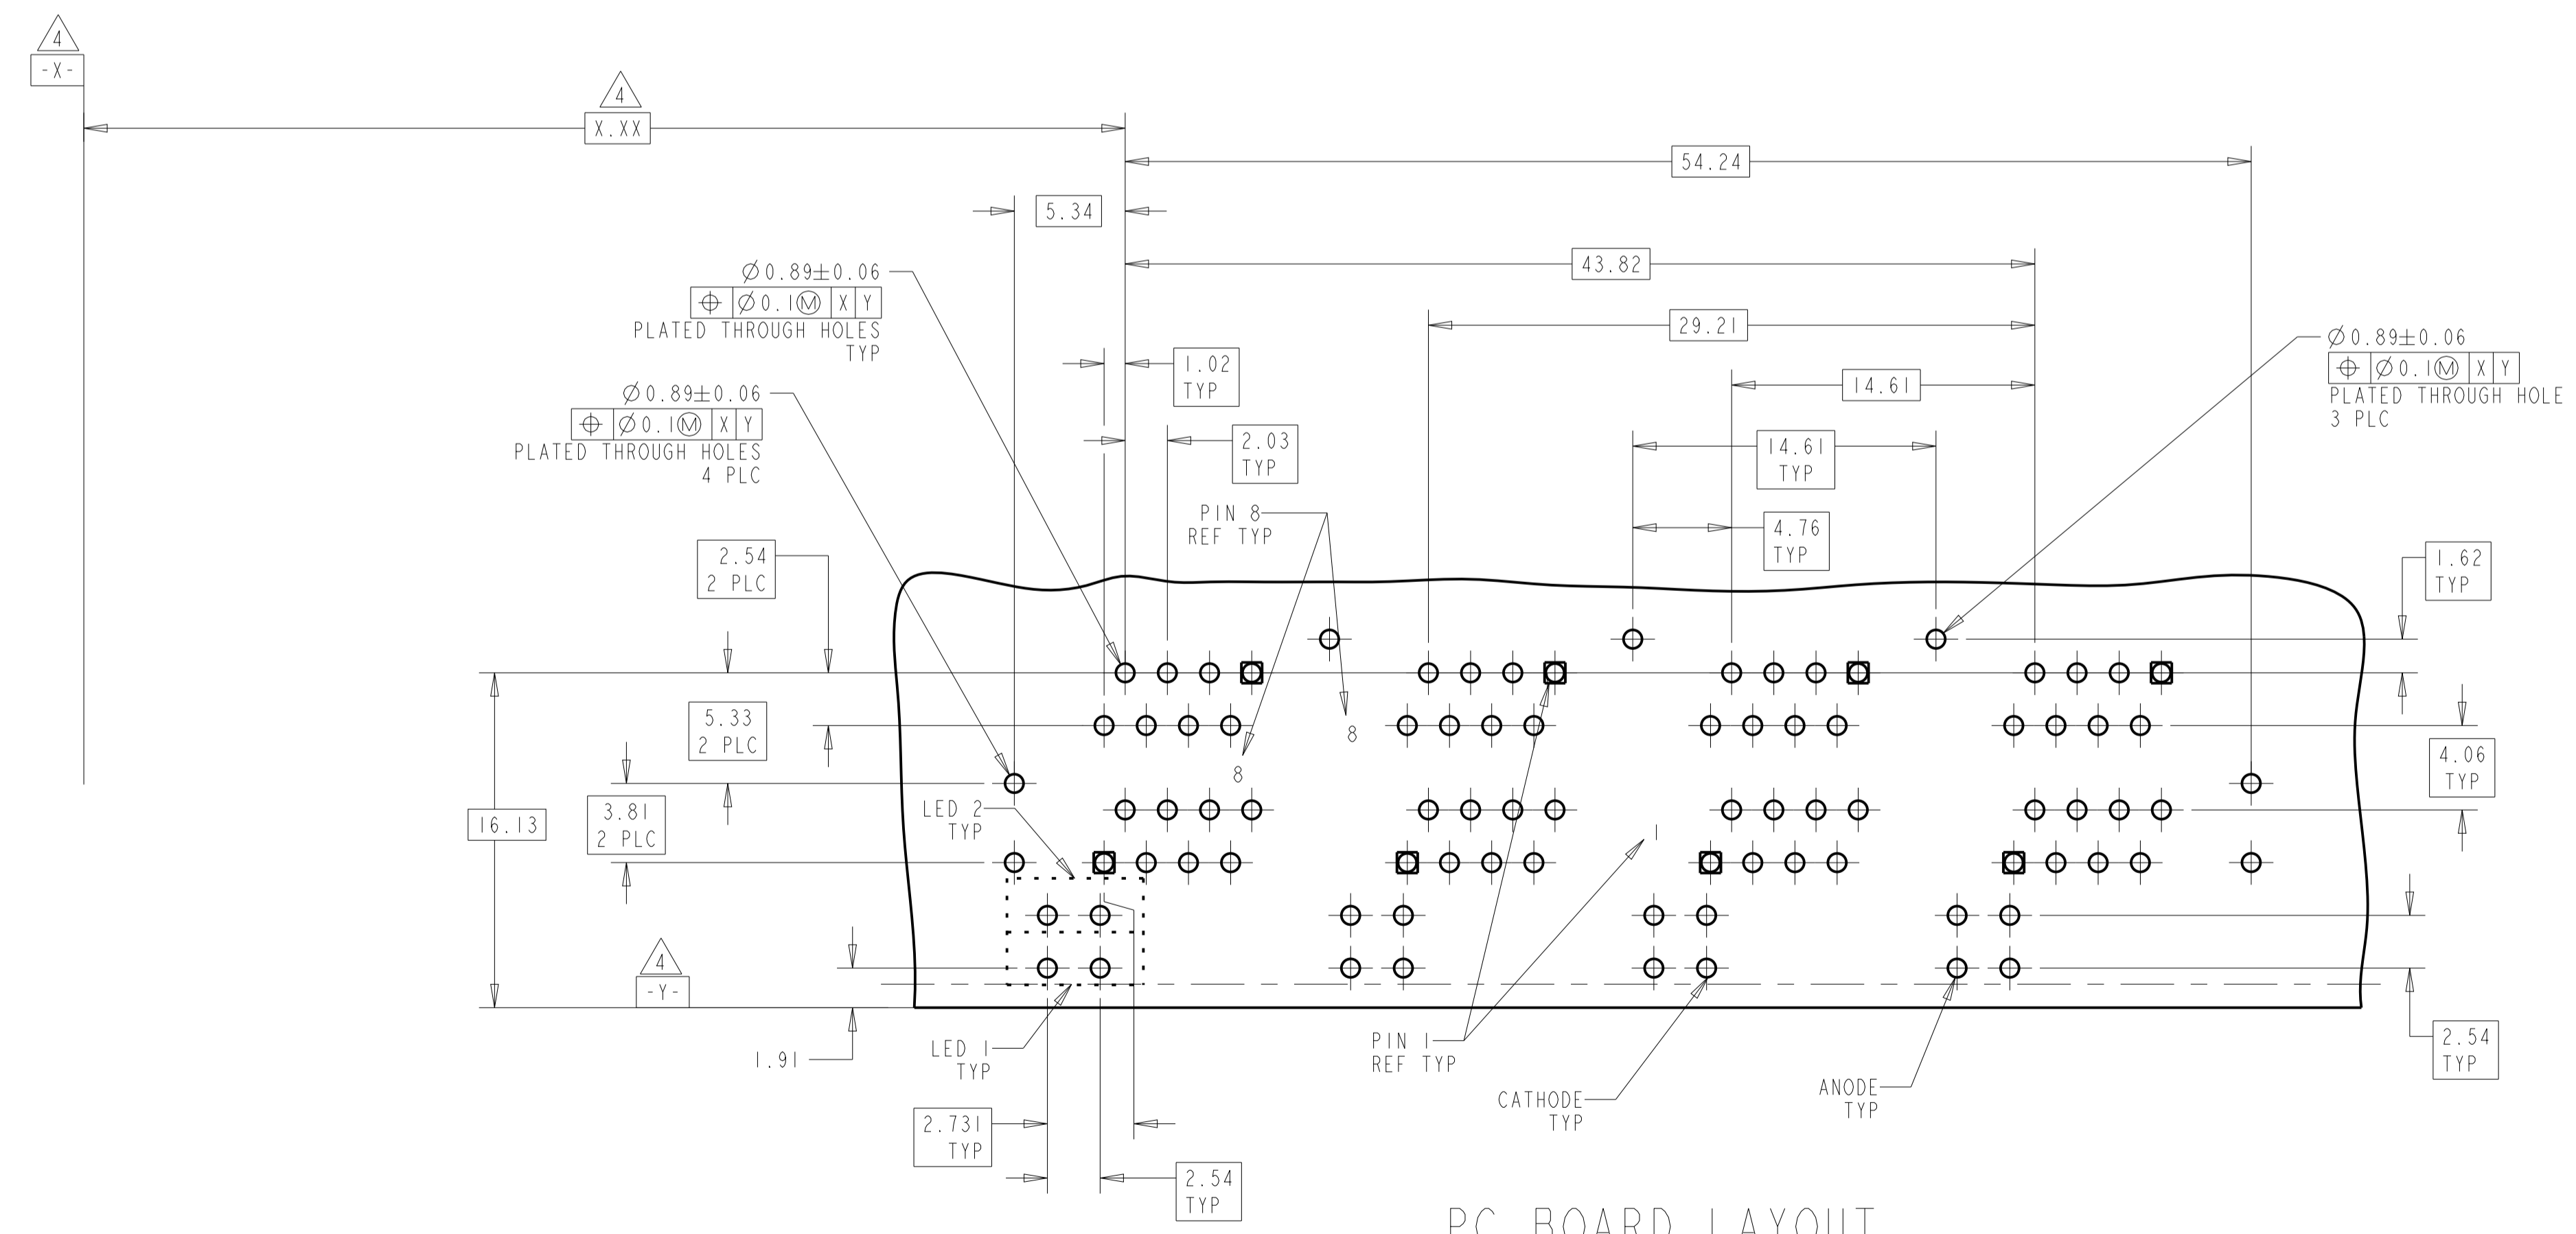 4
-X-
4
X.XX
54.24
5.34
43.82
Ø0.89±0.06
⌖ Ø0.1Ⓜ X Y
PLATED THROUGH HOLES
TYP
29.21
1.02
TYP
14.61
Ø0.89±0.06
⌖ Ø0.1Ⓜ X Y
PLATED THROUGH HOLE
3 PLC
Ø0.89±0.06
⌖ Ø0.1Ⓜ X Y
PLATED THROUGH HOLES
4 PLC
2.03
TYP
14.61
TYP
PIN 8
REF TYP
4.76
TYP
2.54
2 PLC
1.62
TYP
5.33
2 PLC
8
8
4.06
TYP
16.13
3.81
2 PLC
LED 2
TYP
1
4
-Y-
1.91
LED 1
TYP
PIN 1
REF TYP
2.54
TYP
CATHODE
TYP
ANODE
TYP
2.731
TYP
2.54
TYP
PC BOARD LAYOUT